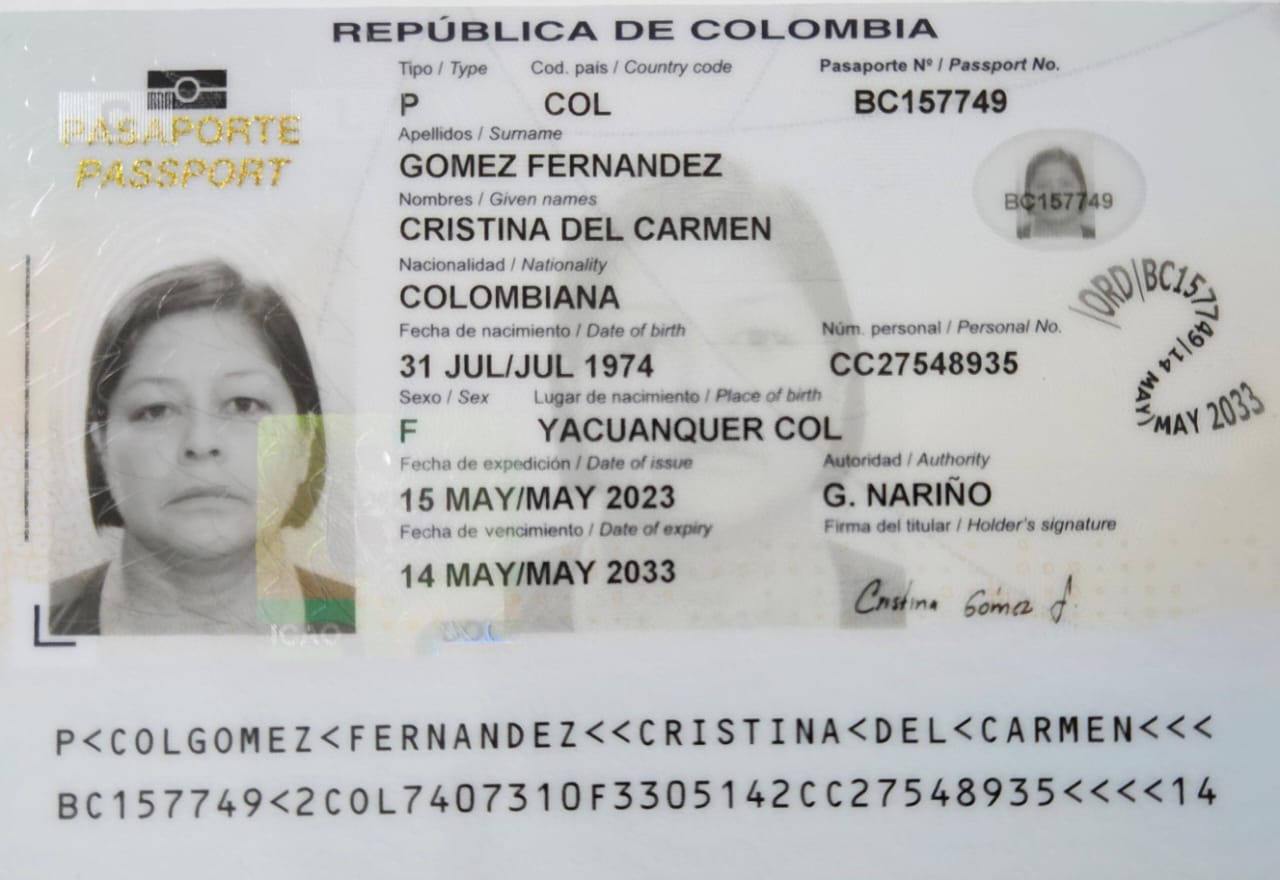 REPÚBLICA DE COLOMBIA
PASAPORTE
PASSPORT
Tipo / Type Cod. país / Country code Pasaporte Nº / Passport No.
P COL BC157749
Apellidos / Surname
GOMEZ FERNANDEZ
Nombres / Given names
CRISTINA DEL CARMEN
BC157749
Nacionalidad / Nationality
COLOMBIANA
Fecha de nacimiento / Date of birth Núm. personal / Personal No.
31 JUL/JUL 1974 CC27548935
Sexo / Sex Lugar de nacimiento / Place of birth
F YACUANQUER COL
Fecha de expedición / Date of issue Autoridad / Authority
15 MAY/MAY 2023 G. NARIÑO
Fecha de vencimiento / Date of expiry Firma del titular / Holder's signature
14 MAY/MAY 2033
Cristina Gómez f.
/ORD/BC157749/14 MAY/MAY 2033
ICAO
P<COLGOMEZ<FERNANDEZ<<CRISTINA<DEL<CARMEN<<<
BC157749<2COL7407310F3305142CC27548935<<<<14